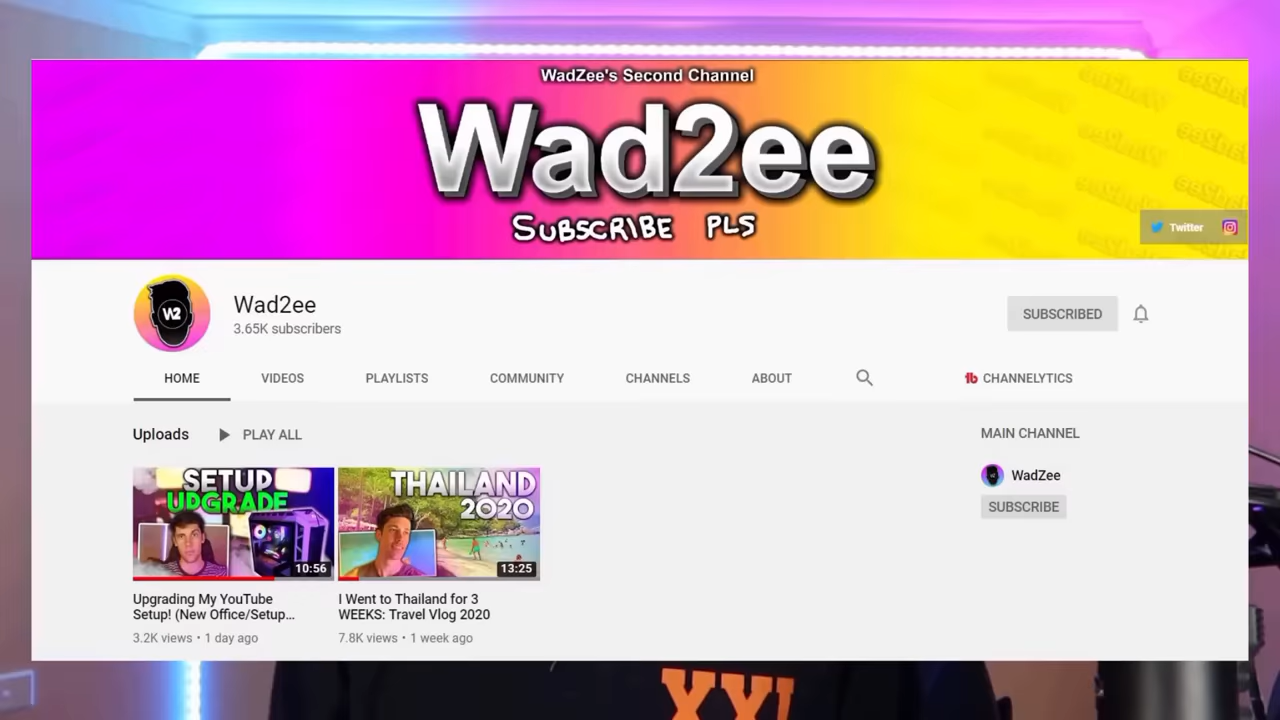 WadZee's Second Channel
Wad2ee
SUBSCRIBE PLS
Twitter
W2
Wad2ee
3.65K subscribers
SUBSCRIBED
HOME VIDEOS PLAYLISTS COMMUNITY CHANNELS ABOUT CHANNELYTICS
Uploads PLAY ALL
MAIN CHANNEL
WadZee
SUBSCRIBE
SETUP
UPGRADE
10:56
THAILAND
2020
13:25
Upgrading My YouTube
Setup! (New Office/Setup...
3.2K views • 1 day ago
I Went to Thailand for 3
WEEKS: Travel Vlog 2020
7.8K views • 1 week ago
XXL